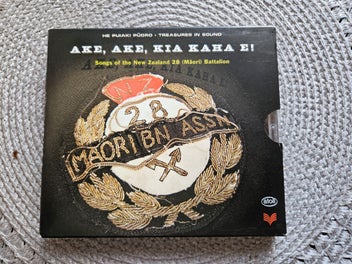 HE PUIAKI PŪORO · TREASURES IN SOUND
AKE, AKE, KIA KAHA E!
Songs of the New Zealand 28 (Māori) Battalion
NZ
28
MAORI BN ASSN
atoll